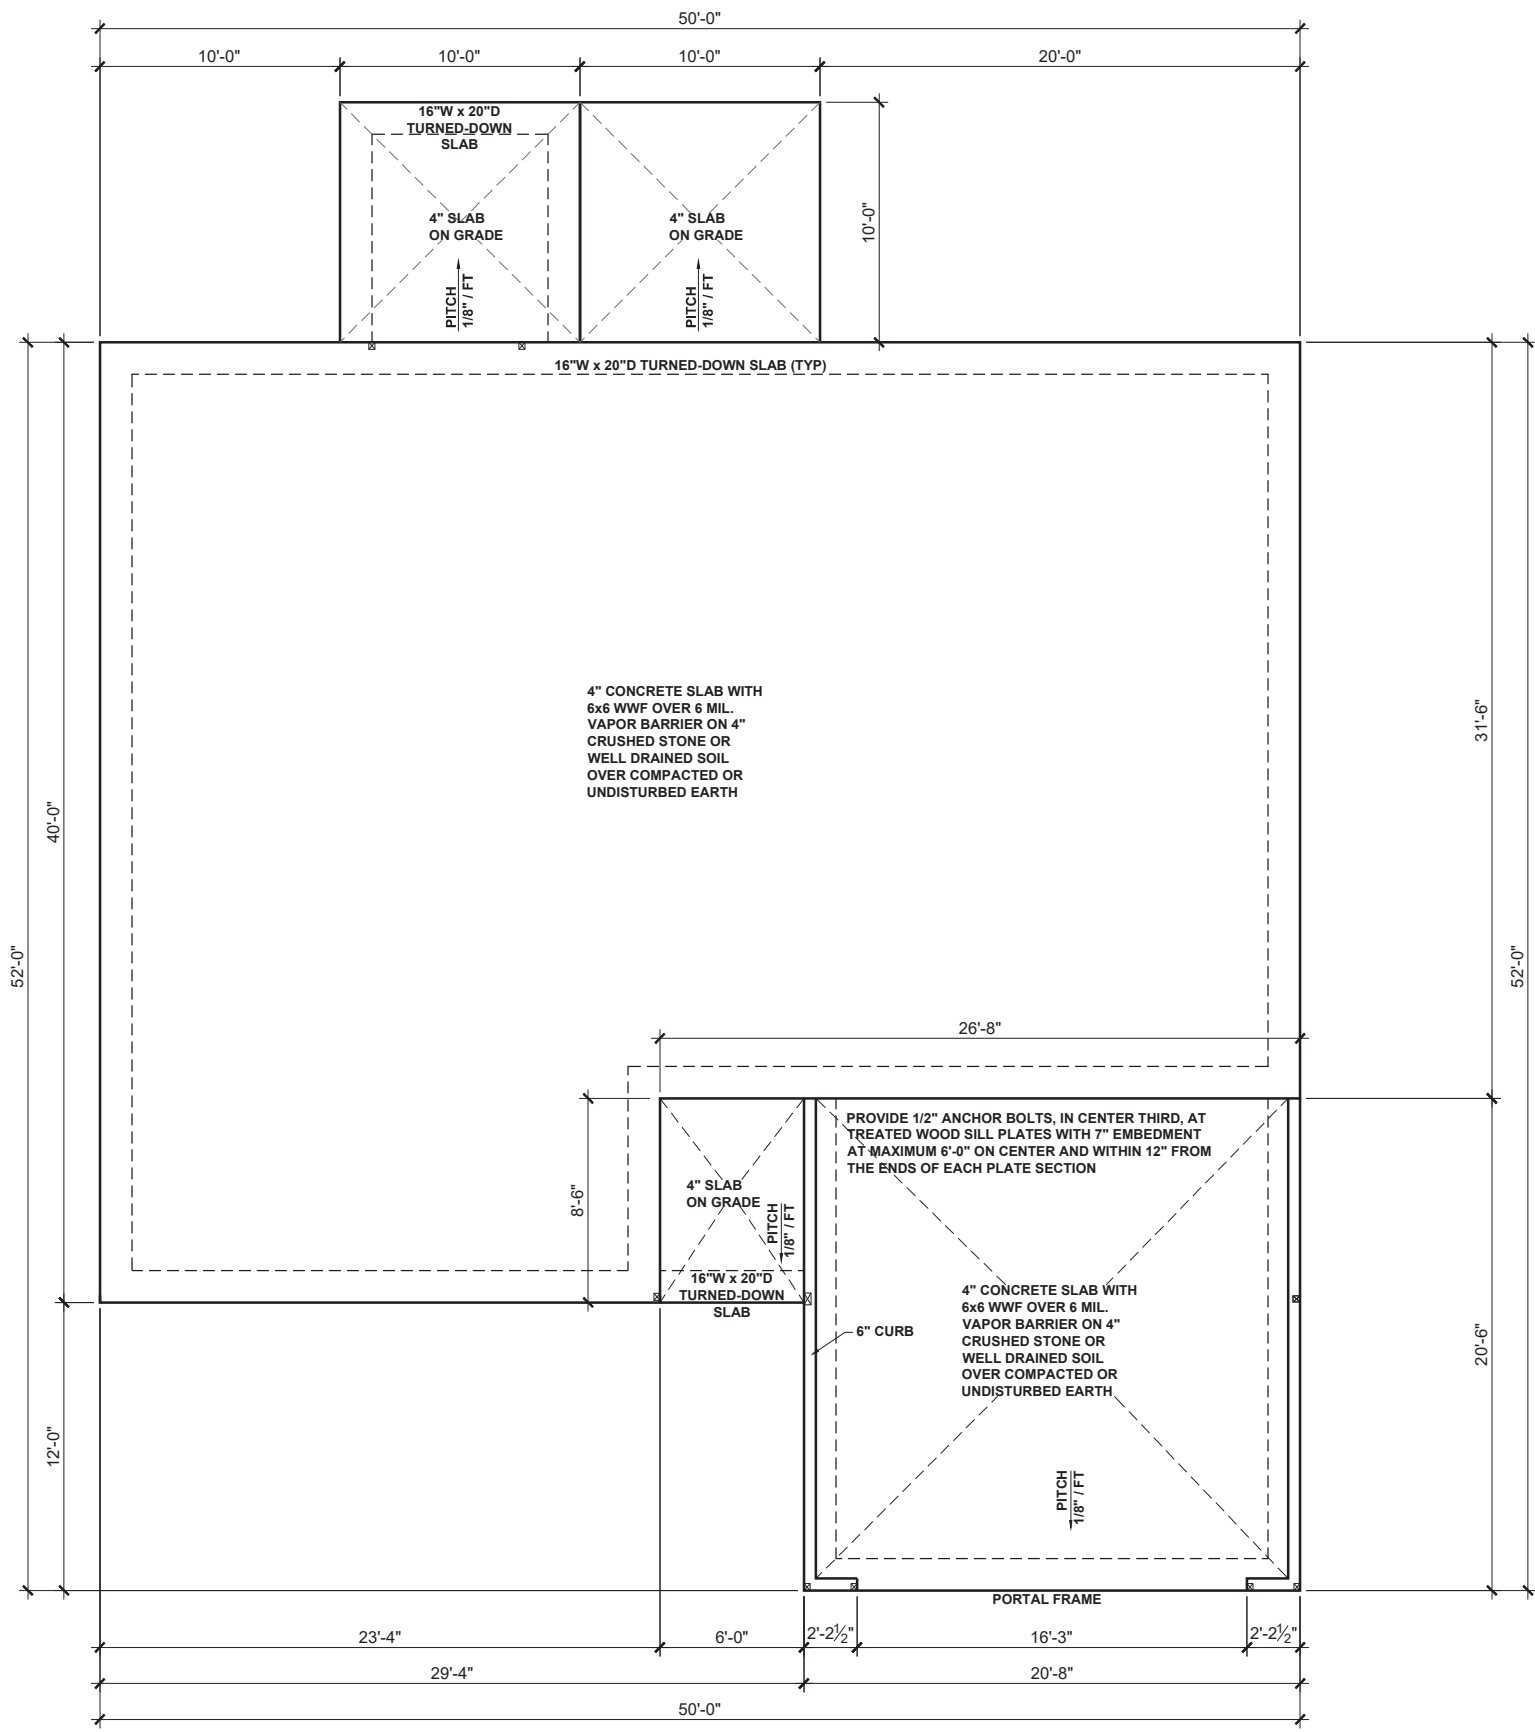 50'-0"
10'-0"
10'-0"
10'-0"
20'-0"
16"W x 20"D
TURNED-DOWN
SLAB
4" SLAB
ON GRADE
PITCH
1/8" / FT
4" SLAB
ON GRADE
PITCH
1/8" / FT
10'-0"
16"W x 20"D TURNED-DOWN SLAB (TYP)
4" CONCRETE SLAB WITH
6x6 WWF OVER 6 MIL.
VAPOR BARRIER ON 4"
CRUSHED STONE OR
WELL DRAINED SOIL
OVER COMPACTED OR
UNDISTURBED EARTH
31'-6"
40'-0"
52'-0"
52'-0"
26'-8"
PROVIDE 1/2" ANCHOR BOLTS, IN CENTER THIRD, AT
TREATED WOOD SILL PLATES WITH 7" EMBEDMENT
AT MAXIMUM 6'-0" ON CENTER AND WITHIN 12" FROM
THE ENDS OF EACH PLATE SECTION
8'-6"
4" SLAB
ON GRADE
PITCH
1/8" / FT
16"W x 20"D
TURNED-DOWN
SLAB
6" CURB
4" CONCRETE SLAB WITH
6x6 WWF OVER 6 MIL.
VAPOR BARRIER ON 4"
CRUSHED STONE OR
WELL DRAINED SOIL
OVER COMPACTED OR
UNDISTURBED EARTH
20'-6"
12'-0"
PITCH
1/8" / FT
PORTAL FRAME
23'-4"
6'-0"
2'-2½"
16'-3"
2'-2½"
29'-4"
20'-8"
50'-0"